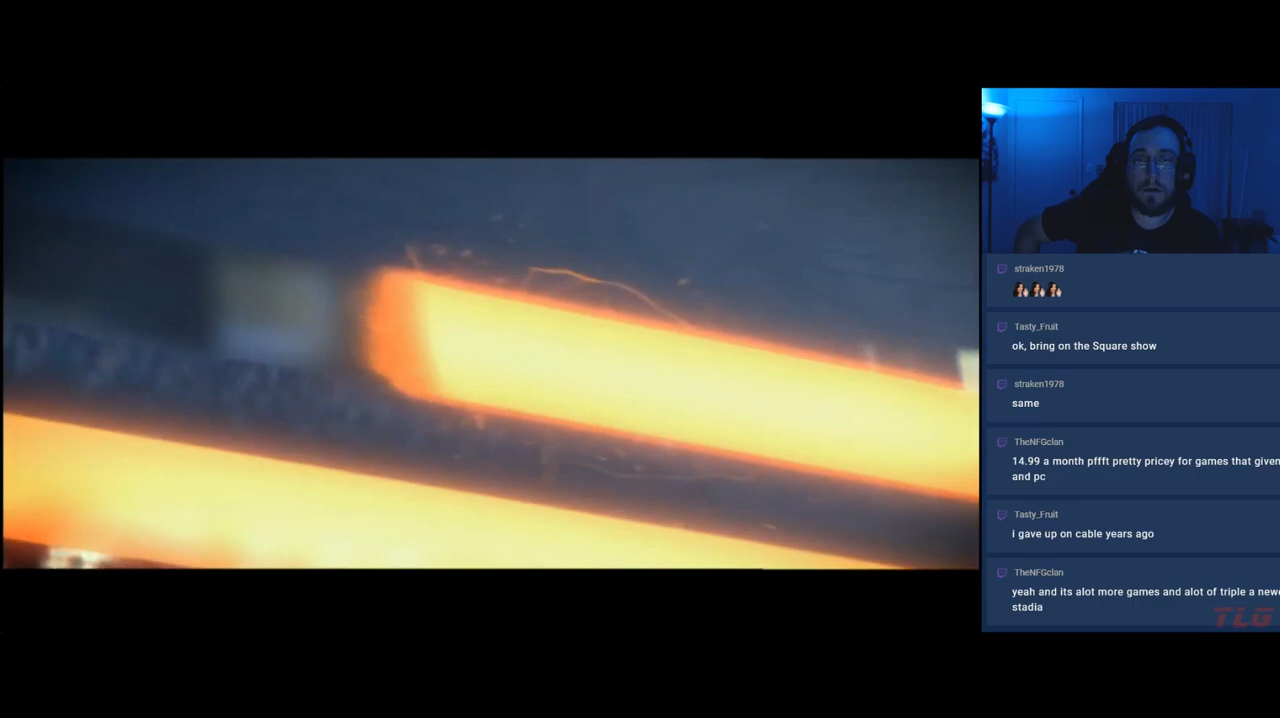 straken1978
Tasty_Fruit
ok, bring on the Square show
straken1978
same
TheNFGclan
14.99 a month pffft pretty pricey for games that given
and pc
Tasty_Fruit
i gave up on cable years ago
TheNFGclan
yeah and its alot more games and alot of triple a newe
stadia
TLG